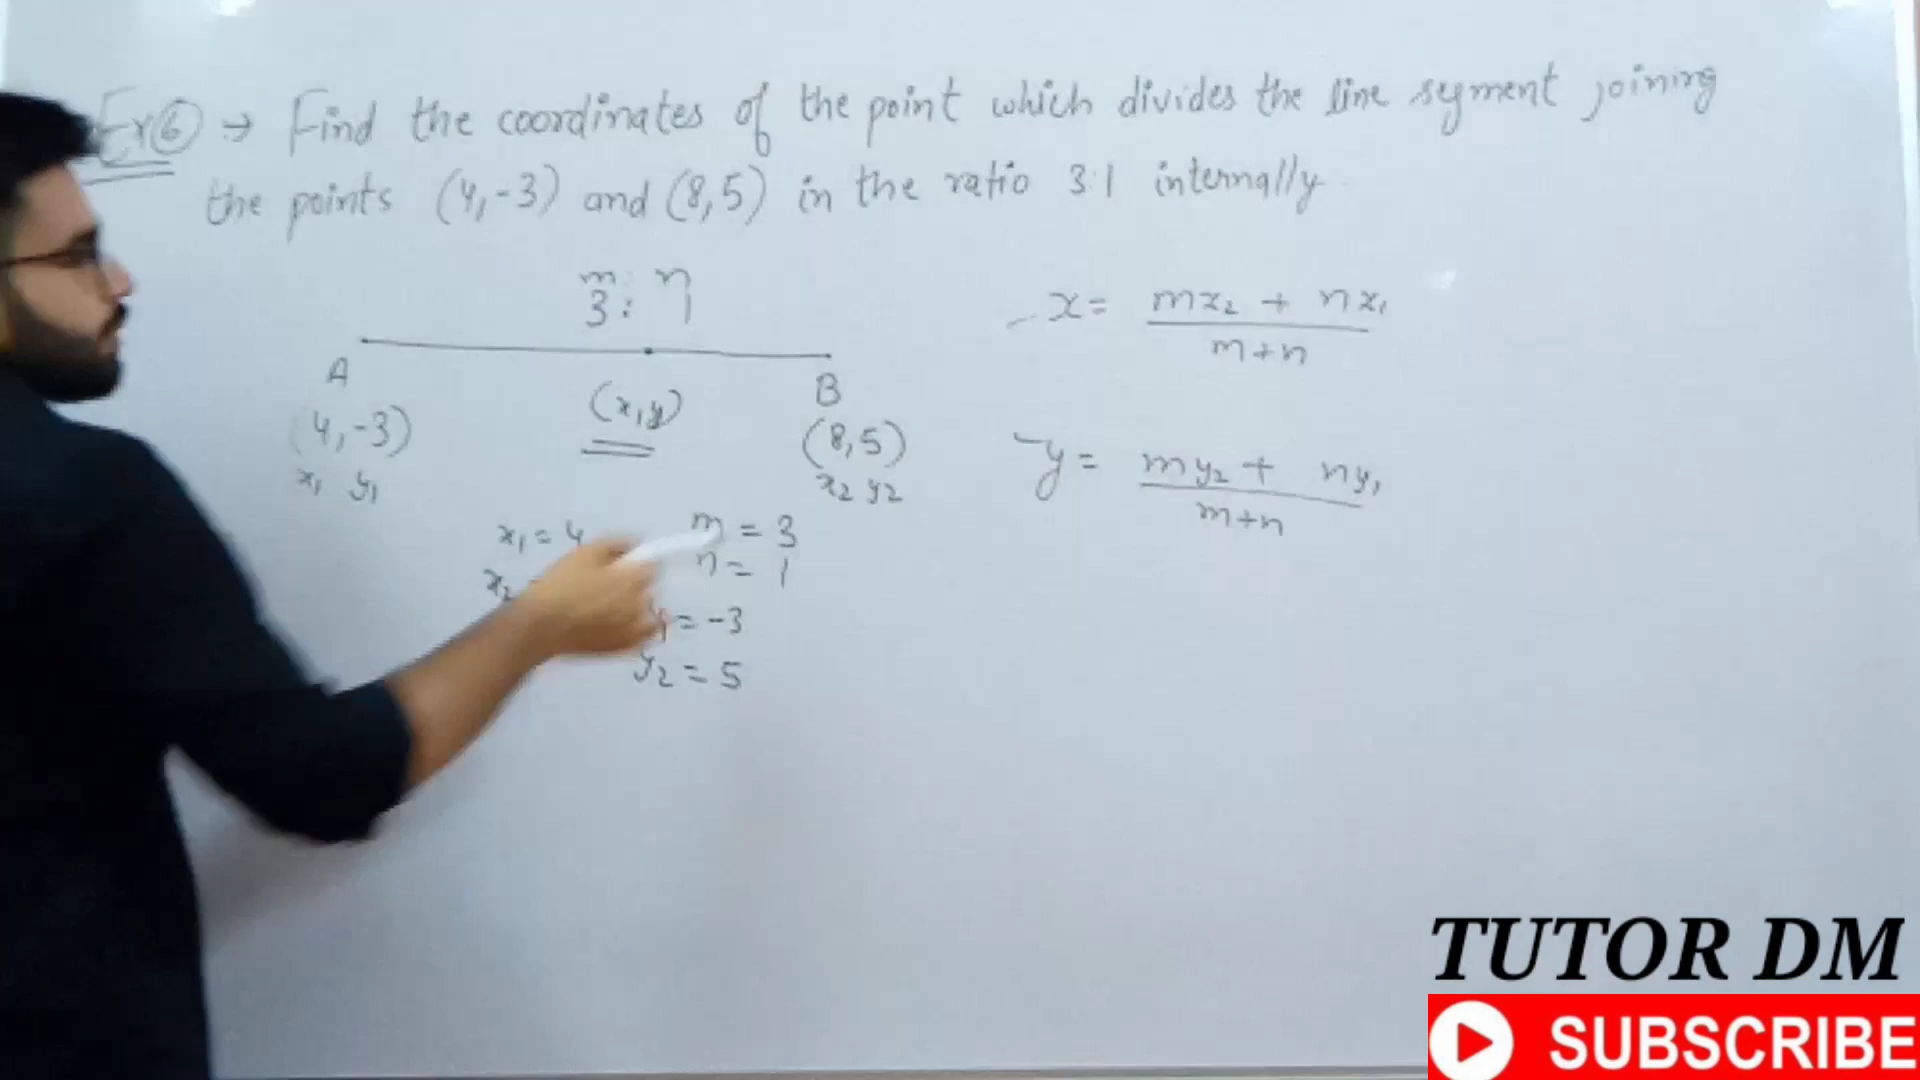 Ex ⑥ → Find the coordinates of the point which divides the line segment joining
the points (4,-3) and (8,5) in the ratio 3:1 internally.
m : n
3 : 1
A
B
(4,-3)
(x,y)
(8,5)
x₁ y₁
x₂ y₂
x₁ = 4
x₂
m = 3
n = 1
= -3
y₂ = 5
x = mx₂ + nx₁
m+n
y = my₂ + ny₁
m+n
TUTOR DM
SUBSCRIBE